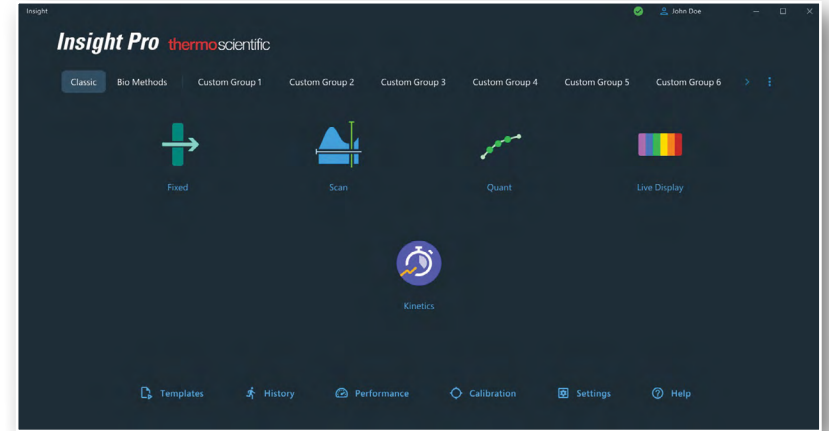 Insight
John Doe
Insight Pro thermoscientific
Classic Bio Methods Custom Group 1 Custom Group 2 Custom Group 3 Custom Group 4 Custom Group 5 Custom Group 6
Fixed Scan Quant Live Display
Kinetics
Templates History Performance Calibration Settings Help